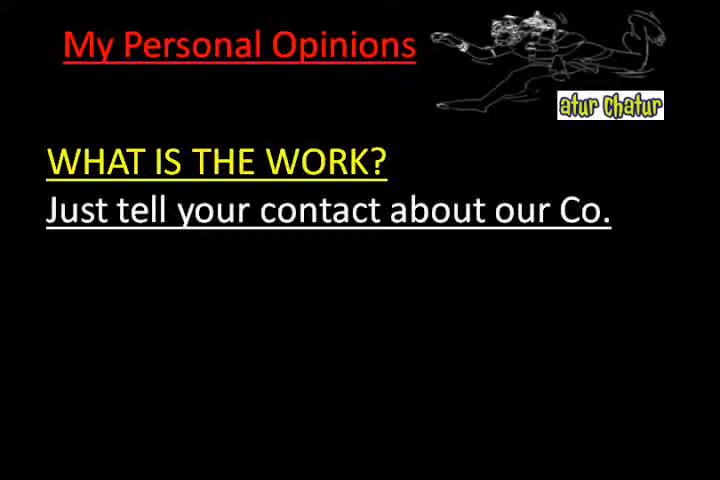 My Personal Opinions
atur Chatur
WHAT IS THE WORK?
Just tell your contact about our Co.